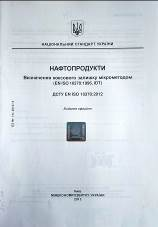 НАЦІОНАЛЬНИЙ СТАНДАРТ УКРАЇНИ
НАФТОПРОДУКТИ
Визначення коксового залишку мікрометодом
(EN ISO 10370:1995, IDT)
ДСТУ EN ISO 10370:2012
Видання офіційне
Київ
МІНЕКОНОМРОЗВИТКУ УКРАЇНИ
2013